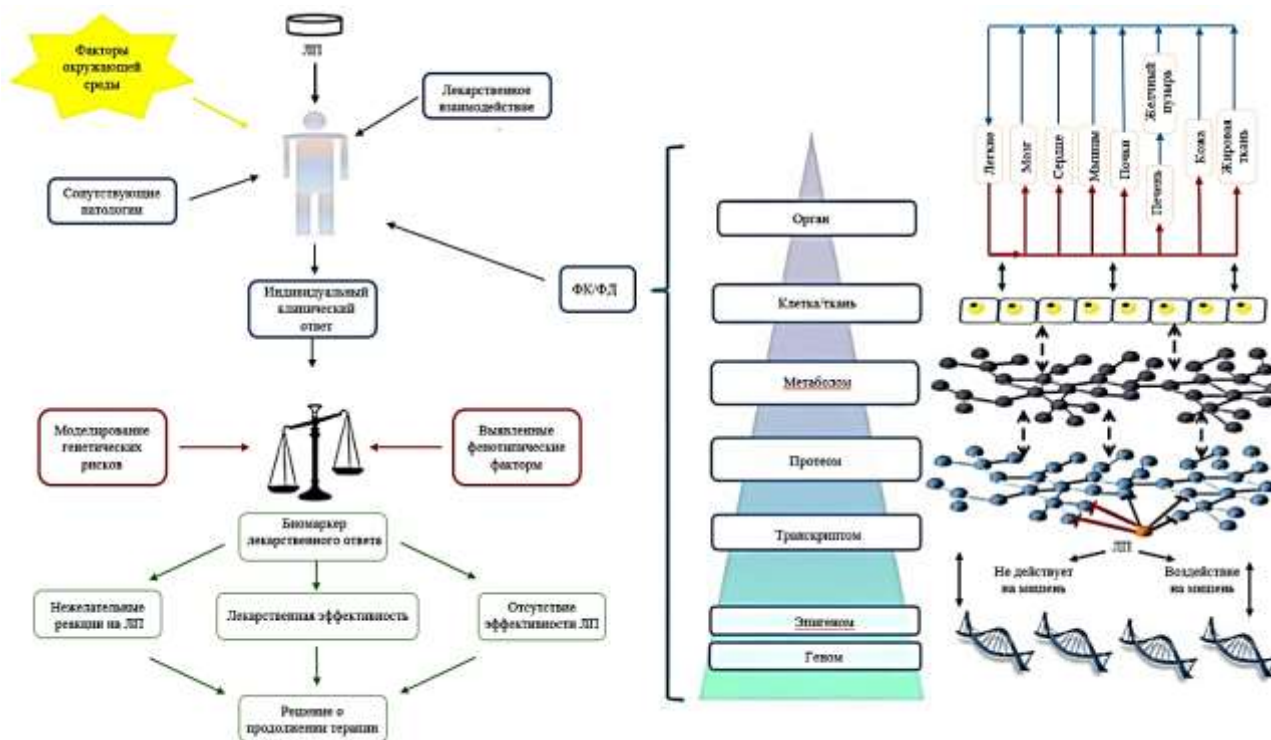 Факторы
окружающей
среды
ЛП
Лекарственное
взаимодействие
Сопутствующие
патологии
Индивидуальный
клинический
ответ
ФК/ФД
Моделирование
генетических
рисков
Выявленные
фенотипические
факторы
Биомаркер
лекарственного ответа
Нежелательные
реакции на ЛП
Лекарственная эффективность
Отсутствие
эффективности ЛП
Решение о
продолжении терапии
Орган
Клетка/ткань
Метаболом
Протеом
Транскриптом
Эпигеном
Геном
Легкие
Мозг
Сердце
Мышцы
Почки
Печень
Желчный
пузырь
Кожа
Жировая
ткань
ЛП
Не действует
на мишень
Воздействие
на мишень